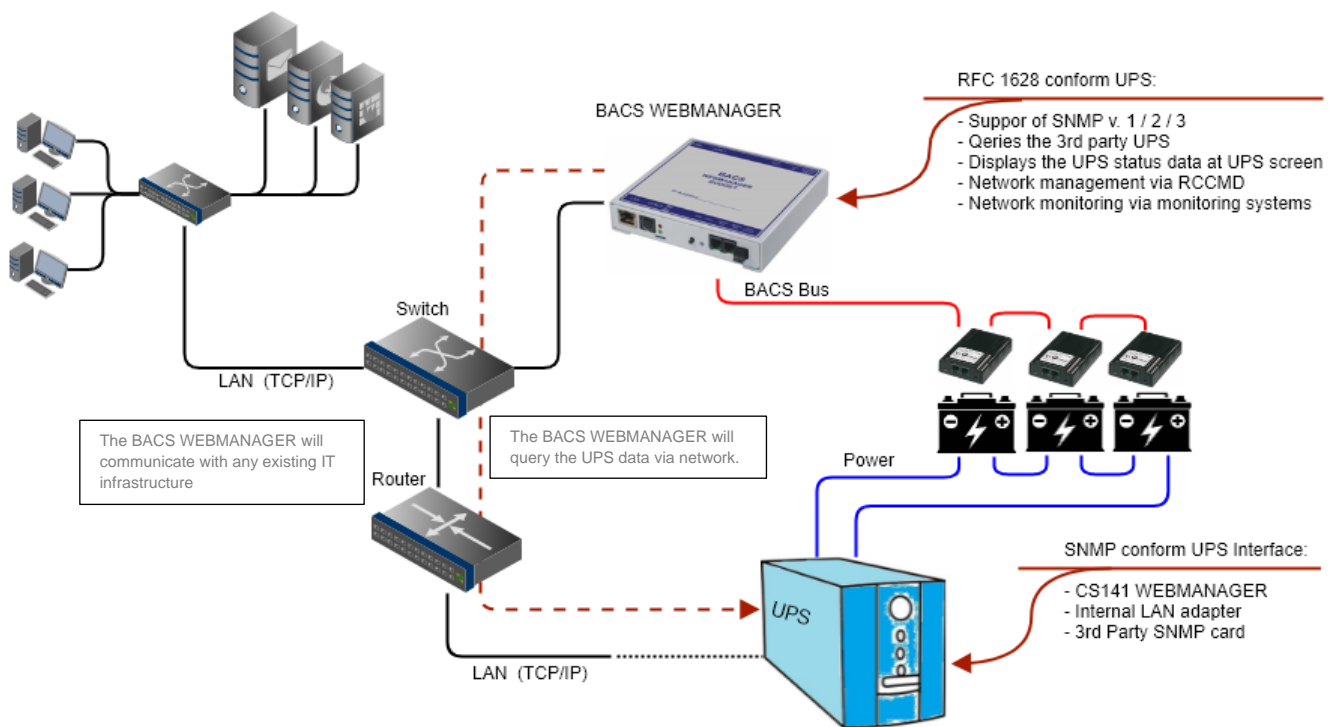 RFC 1628 conform UPS:
- Suppor of SNMP v. 1 / 2 / 3
- Qeries the 3rd party UPS
- Displays the UPS status data at UPS screen
- Network management via RCCMD
- Network monitoring via monitoring systems
BACS WEBMANAGER
BACS
WEBMANAGER
BACS Bus
Switch
LAN (TCP/IP)
The BACS WEBMANAGER will
communicate with any existing IT
infrastructure
The BACS WEBMANAGER will
query the UPS data via network.
Router
Power
SNMP conform UPS Interface:
- CS141 WEBMANAGER
- Internal LAN adapter
- 3rd Party SNMP card
UPS
LAN (TCP/IP)